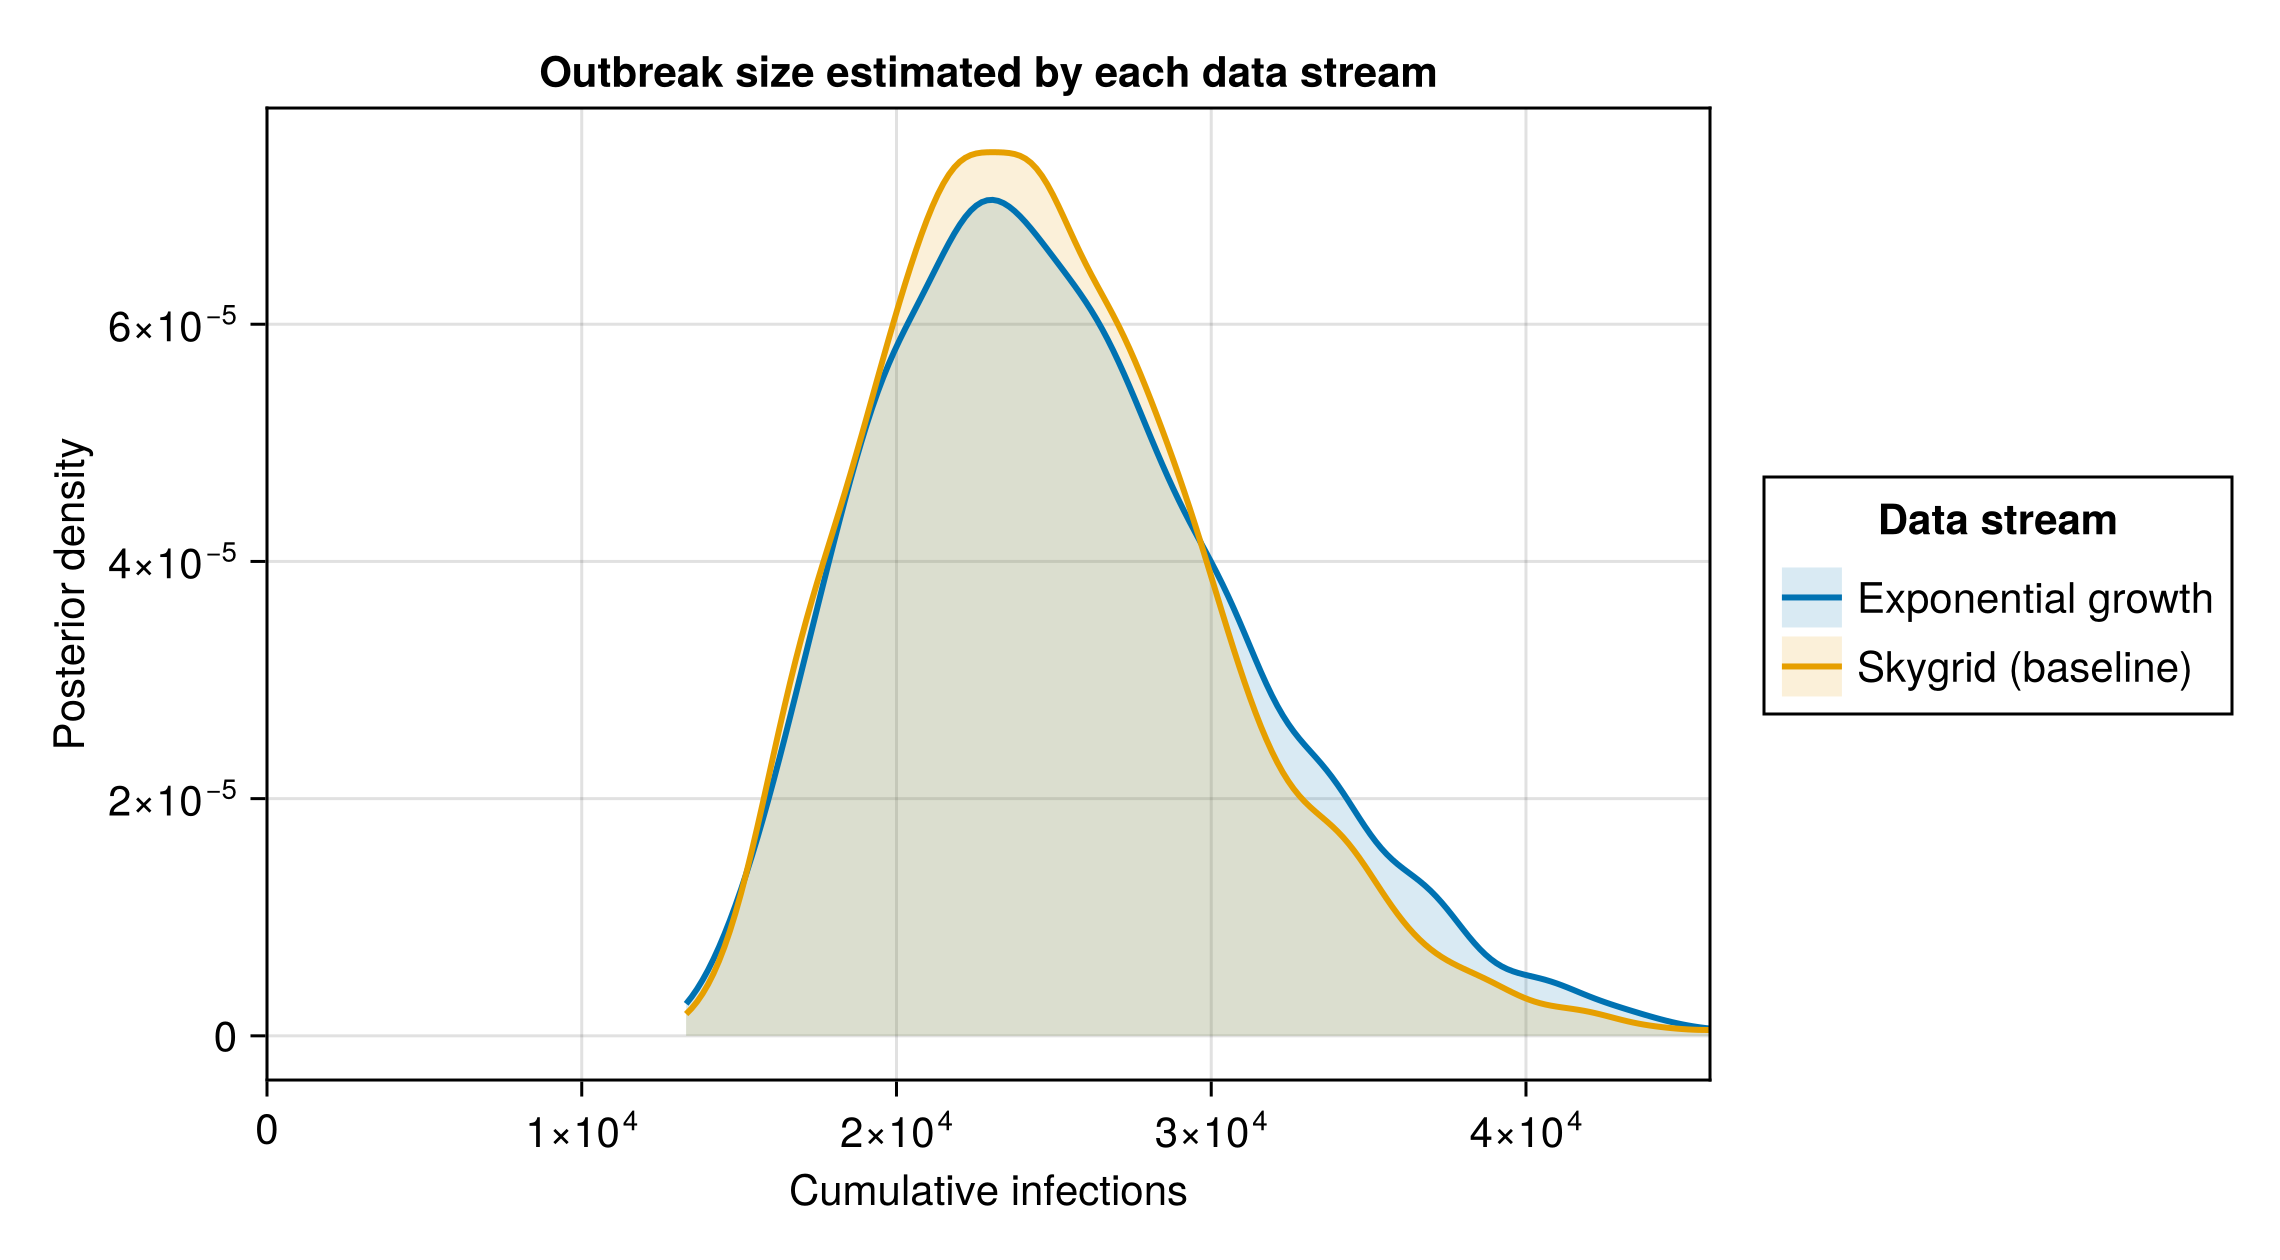 Outbreak size estimated by each data stream
Posterior density
6×10⁻⁵
4×10⁻⁵
2×10⁻⁵
0
0
1×10⁴
2×10⁴
3×10⁴
4×10⁴
Cumulative infections
Data stream
Exponential growth
Skygrid (baseline)